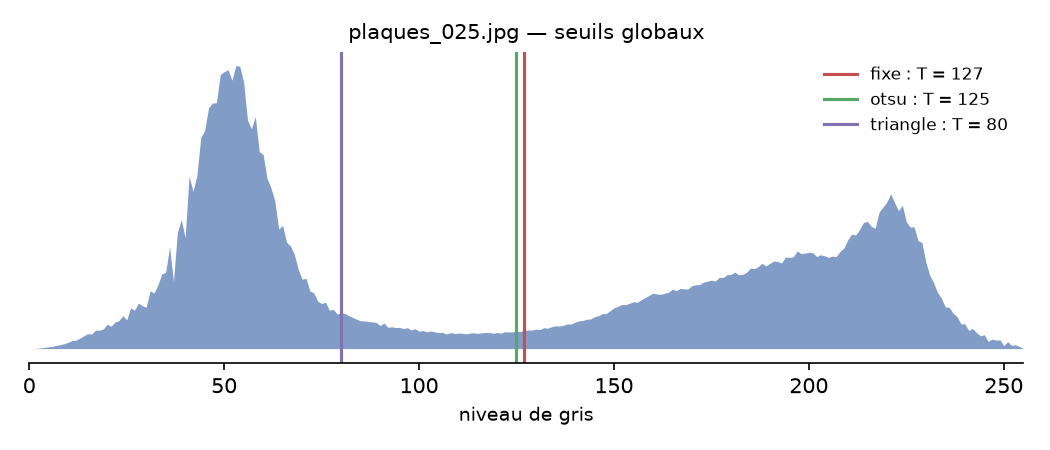 plaques_025.jpg — seuils globaux
fixe : T = 127
otsu : T = 125
triangle : T = 80
0 50 100 150 200 250
niveau de gris